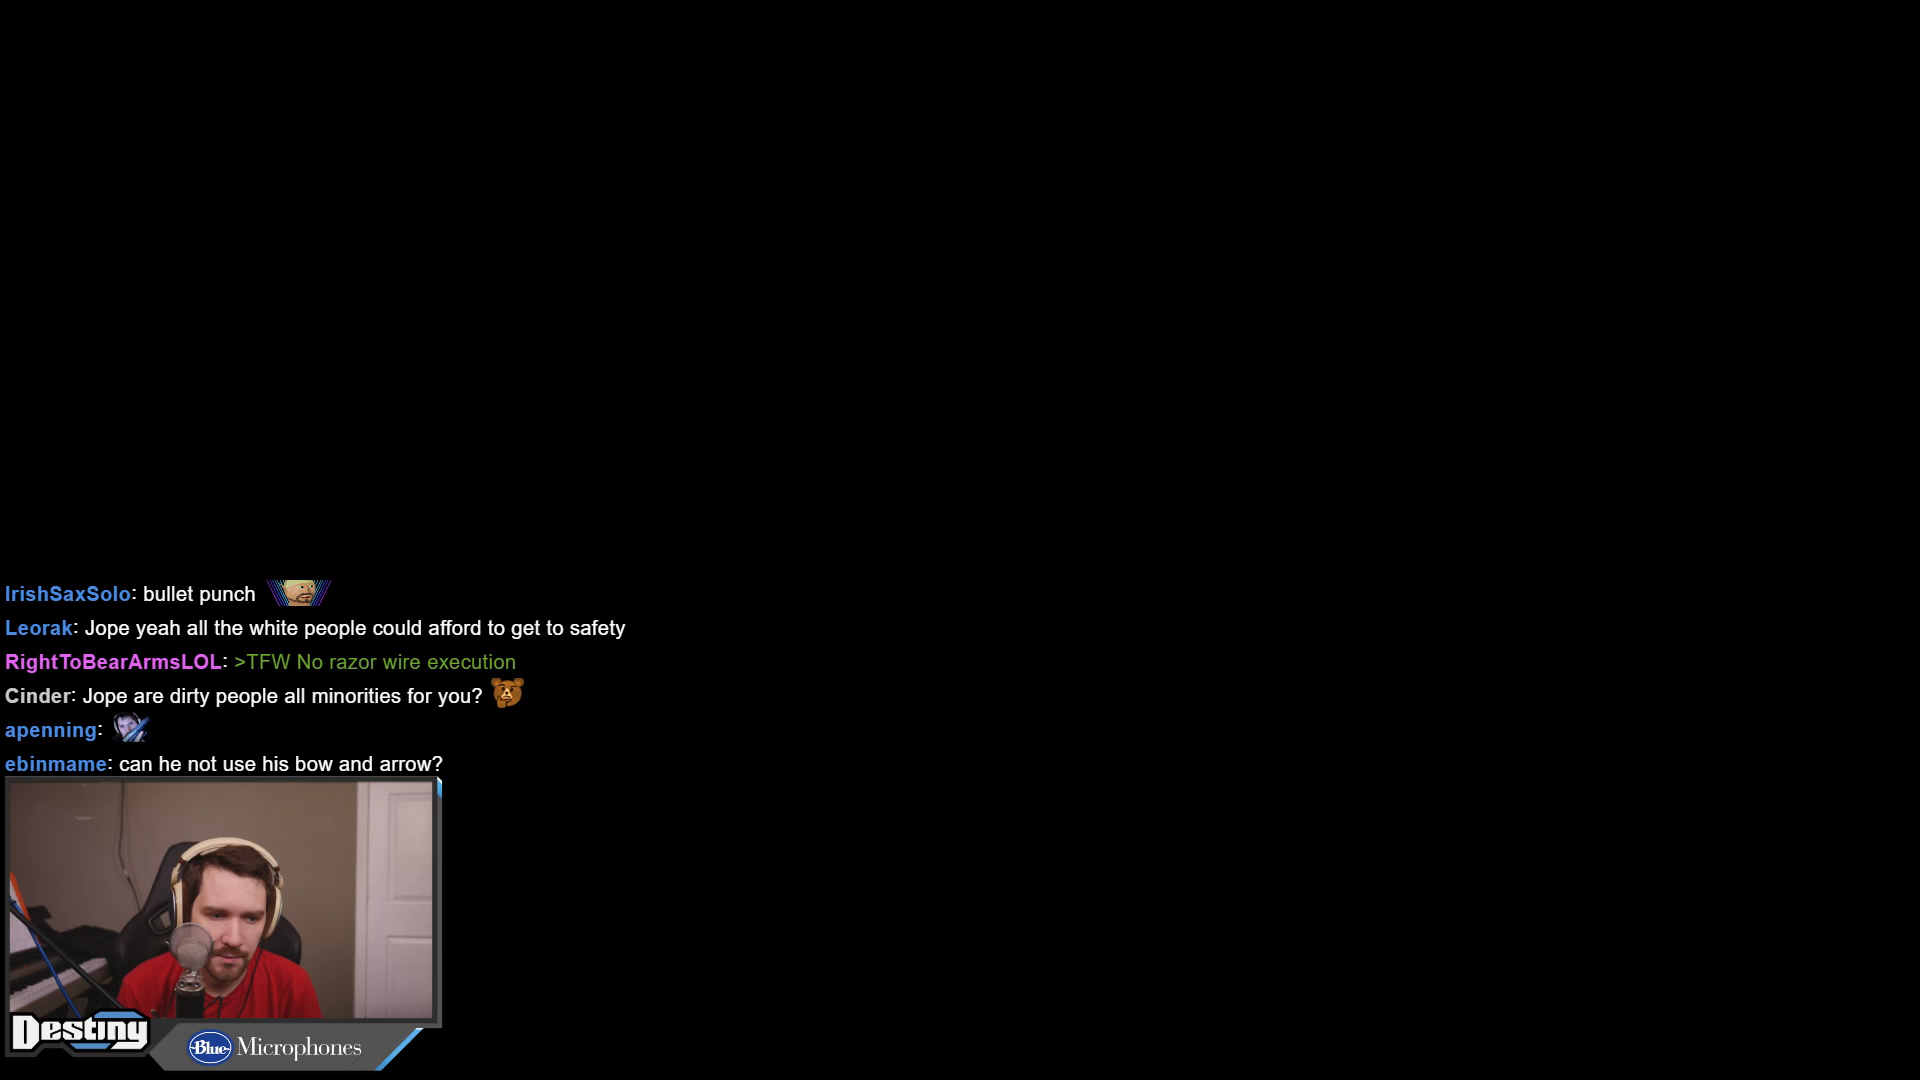 IrishSaxSolo: bullet punch
Leorak: Jope yeah all the white people could afford to get to safety
RightToBearArmsLOL: >TFW No razor wire execution
Cinder: Jope are dirty people all minorities for you?
apenning:
ebinmame: can he not use his bow and arrow?
Destiny
Blue Microphones